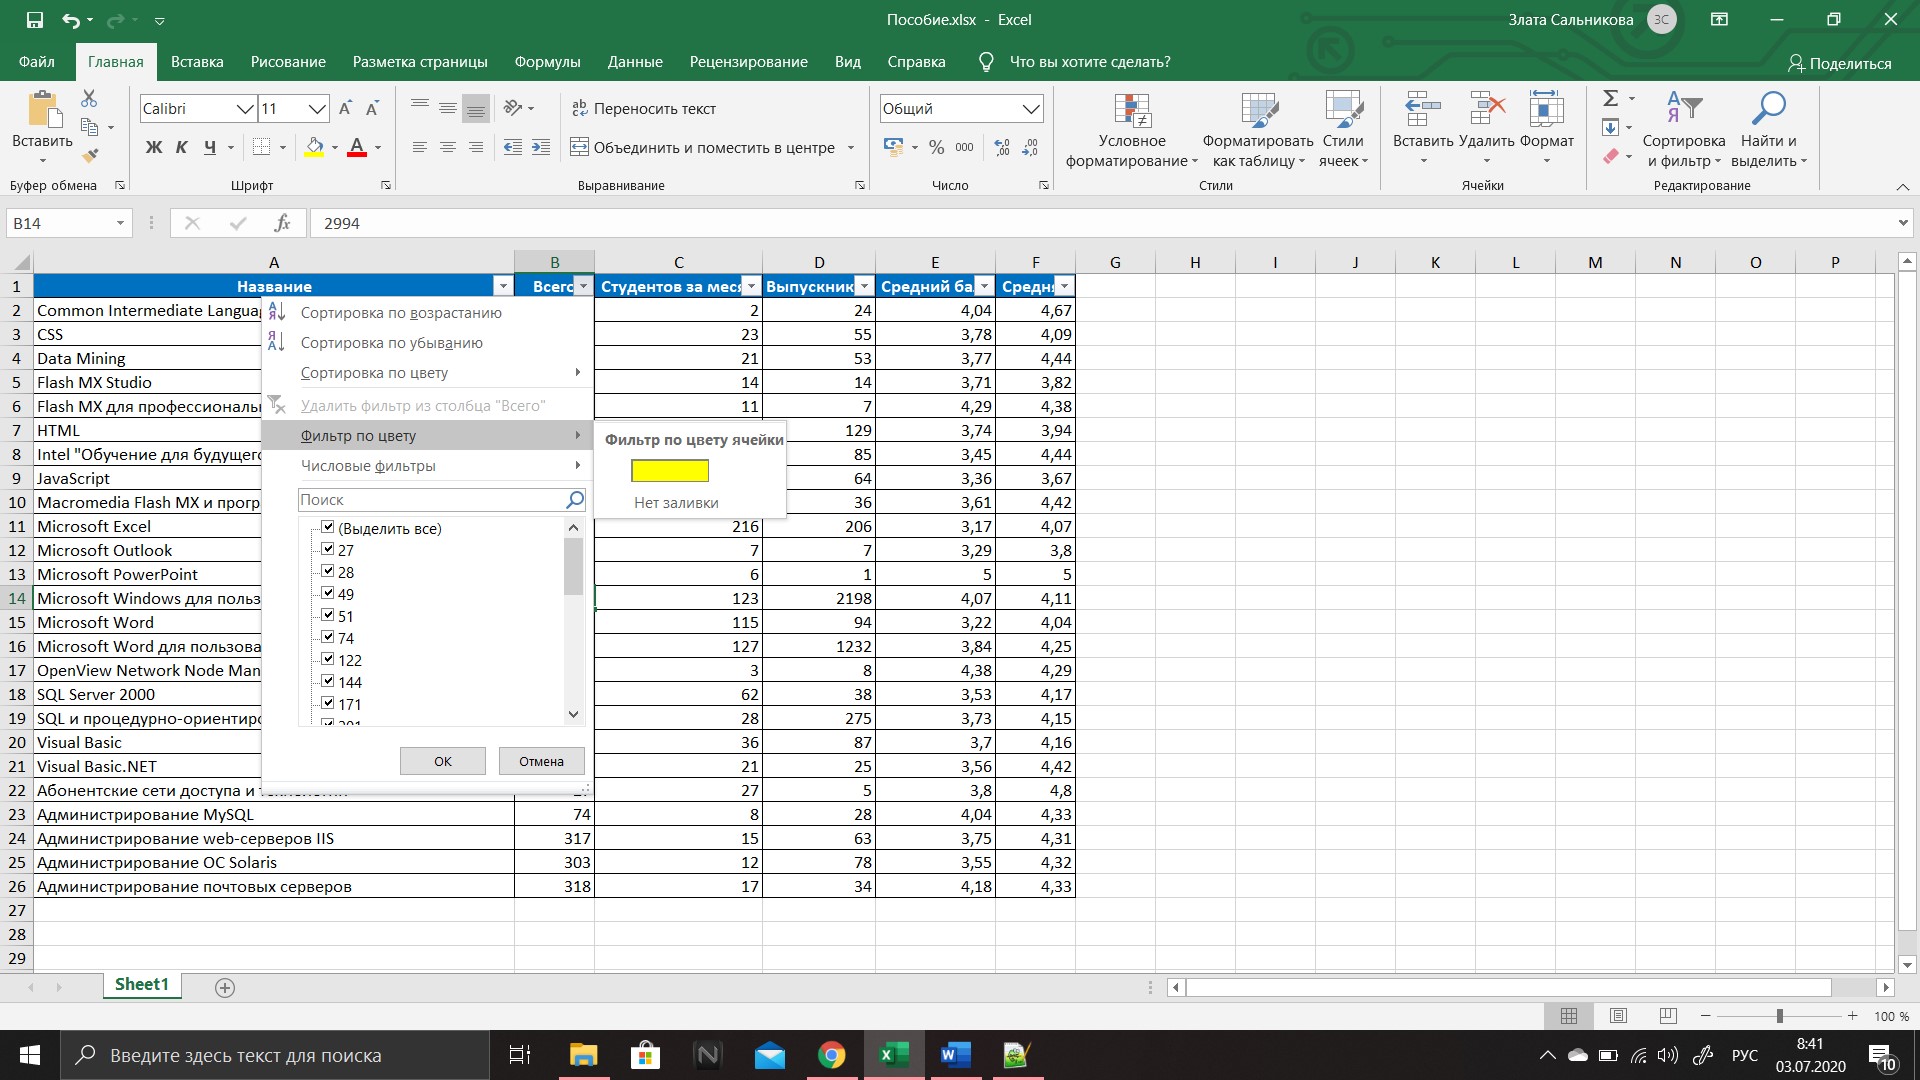 Пособие.xlsx - Excel
Злата Сальникова ЗС
Файл Главная Вставка Рисование Разметка страницы Формулы Данные Рецензирование Вид Справка Что вы хотите сделать? Поделиться
Вставить
Буфер обмена
Calibri 11
Ж К Ч
Шрифт
Переносить текст
Объединить и поместить в центре
Выравнивание
Общий
% 000
Число
Условное форматирование
Форматировать как таблицу
Стили ячеек
Стили
Вставить Удалить Формат
Ячейки
Сортировка и фильтр
Найти и выделить
Редактирование
B14 fx 2994
A B C D E F G H I J K L M N O P
1 Название Всего Студентов за меся Выпускник Средний ба Средня
2 Common Intermediate Languag 2 24 4,04 4,67
3 CSS 23 55 3,78 4,09
4 Data Mining 21 53 3,77 4,44
5 Flash MX Studio 14 14 3,71 3,82
6 Flash MX для профессиональн 11 7 4,29 4,38
7 HTML 129 3,74 3,94
8 Intel "Обучение для будущего 85 3,45 4,44
9 JavaScript 64 3,36 3,67
10 Macromedia Flash MX и прогр 36 3,61 4,42
11 Microsoft Excel 216 206 3,17 4,07
12 Microsoft Outlook 7 7 3,29 3,8
13 Microsoft PowerPoint 6 1 5 5
14 Microsoft Windows для польз 123 2198 4,07 4,11
15 Microsoft Word 115 94 3,22 4,04
16 Microsoft Word для пользова 127 1232 3,84 4,25
17 OpenView Network Node Man 3 8 4,38 4,29
18 SQL Server 2000 62 38 3,53 4,17
19 SQL и процедурно-ориентиро 28 275 3,73 4,15
20 Visual Basic 36 87 3,7 4,16
21 Visual Basic.NET 21 25 3,56 4,42
22 Абонентские сети доступа и 27 5 3,8 4,8
23 Администрирование MySQL 74 8 28 4,04 4,33
24 Администрирование web-серверов IIS 317 15 63 3,75 4,31
25 Администрирование ОС Solaris 303 12 78 3,55 4,32
26 Администрирование почтовых серверов 318 17 34 4,18 4,33
27
28
29
Сортировка по возрастанию
Сортировка по убыванию
Сортировка по цвету
Удалить фильтр из столбца "Всего"
Фильтр по цвету
Числовые фильтры
Поиск
(Выделить все)
27
28
49
51
74
122
144
171
ОК Отмена
Фильтр по цвету ячейки
Нет заливки
Sheet1
100 %
Введите здесь текст для поиска
РУС
8:41
03.07.2020
10